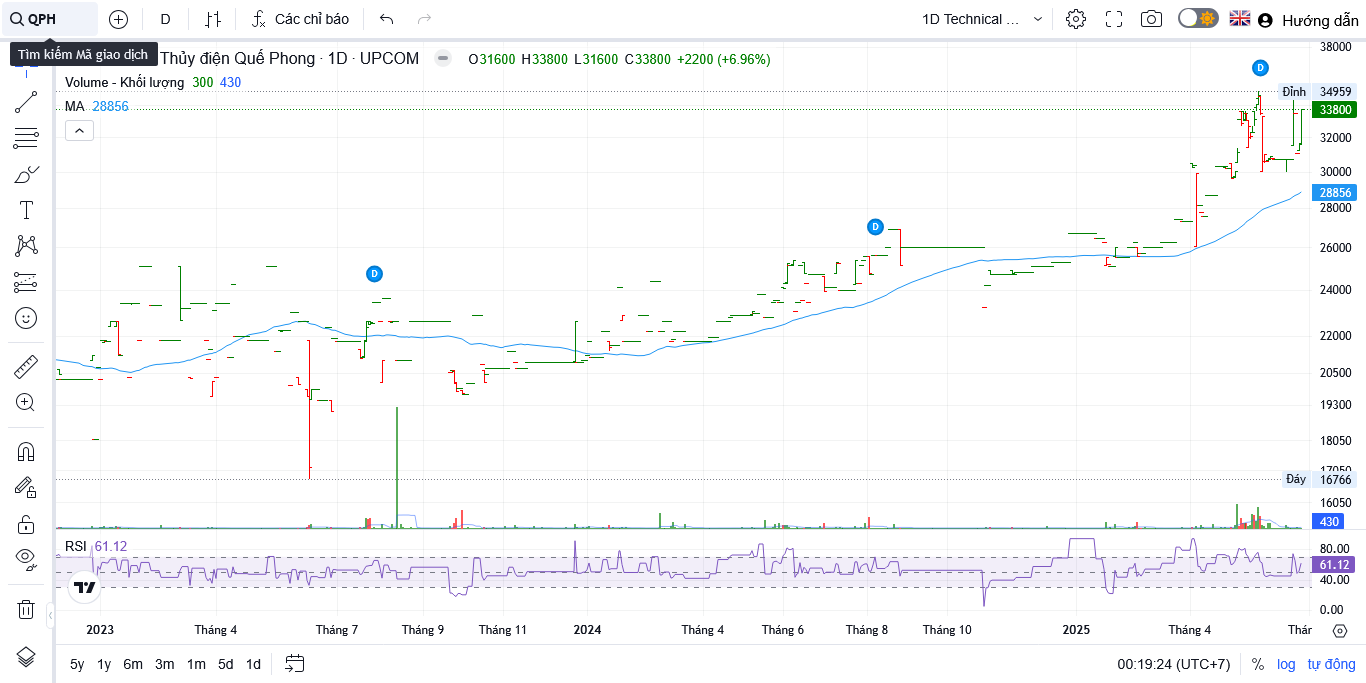 QPH
D
Các chỉ báo
1D Technical ...
Hướng dẫn
Tìm kiếm Mã giao dịch
Thủy điện Quế Phong · 1D · UPCOM
O31600 H33800 L31600 C33800 +2200 (+6.96%)
Volume - Khối lượng 300 430
MA 28856
38000
Đỉnh 34959
33800
32000
30000
28856
28000
26000
24000
22000
20500
19300
18050
17050
Đáy 16766
16050
430
D
D
D
RSI 61.12
80.00
61.12
40.00
0.00
2023 Tháng 4 Tháng 7 Tháng 9 Tháng 11 2024 Tháng 4 Tháng 6 Tháng 8 Tháng 10 2025 Tháng 4 Thár
5y 1y 6m 3m 1m 5d 1d
00:19:24 (UTC+7) % log tự động